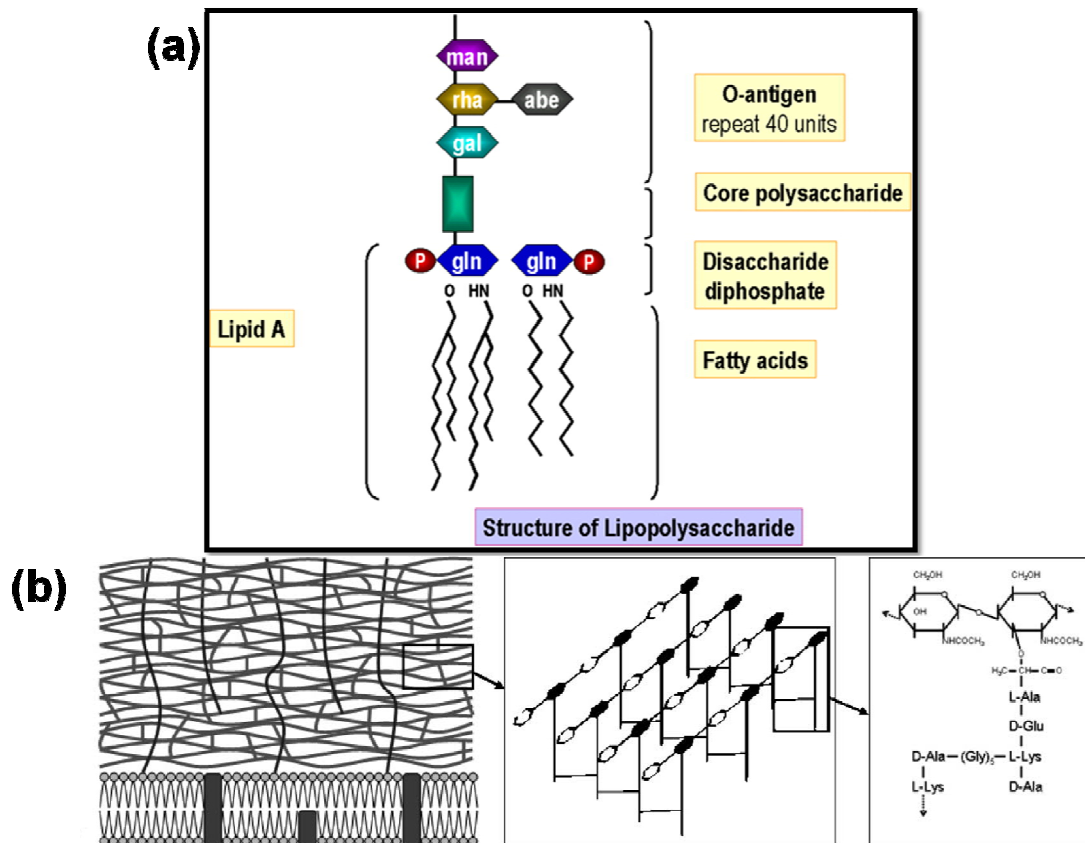 (a)
man
rha abe
gal
O-antigen
repeat 40 units
Core polysaccharide
P gln gln P
O HN O HN
Disaccharide
diphosphate
Lipid A
Fatty acids
Structure of Lipopolysaccharide
(b)
CH₂OH CH₂OH
O O
OH O
NHCOCH₃ NHCOCH₃
O
H₃C—CH—C=O
L-Ala
D-Glu
D-Ala—(Gly)₅—L-Lys
L-Lys D-Ala